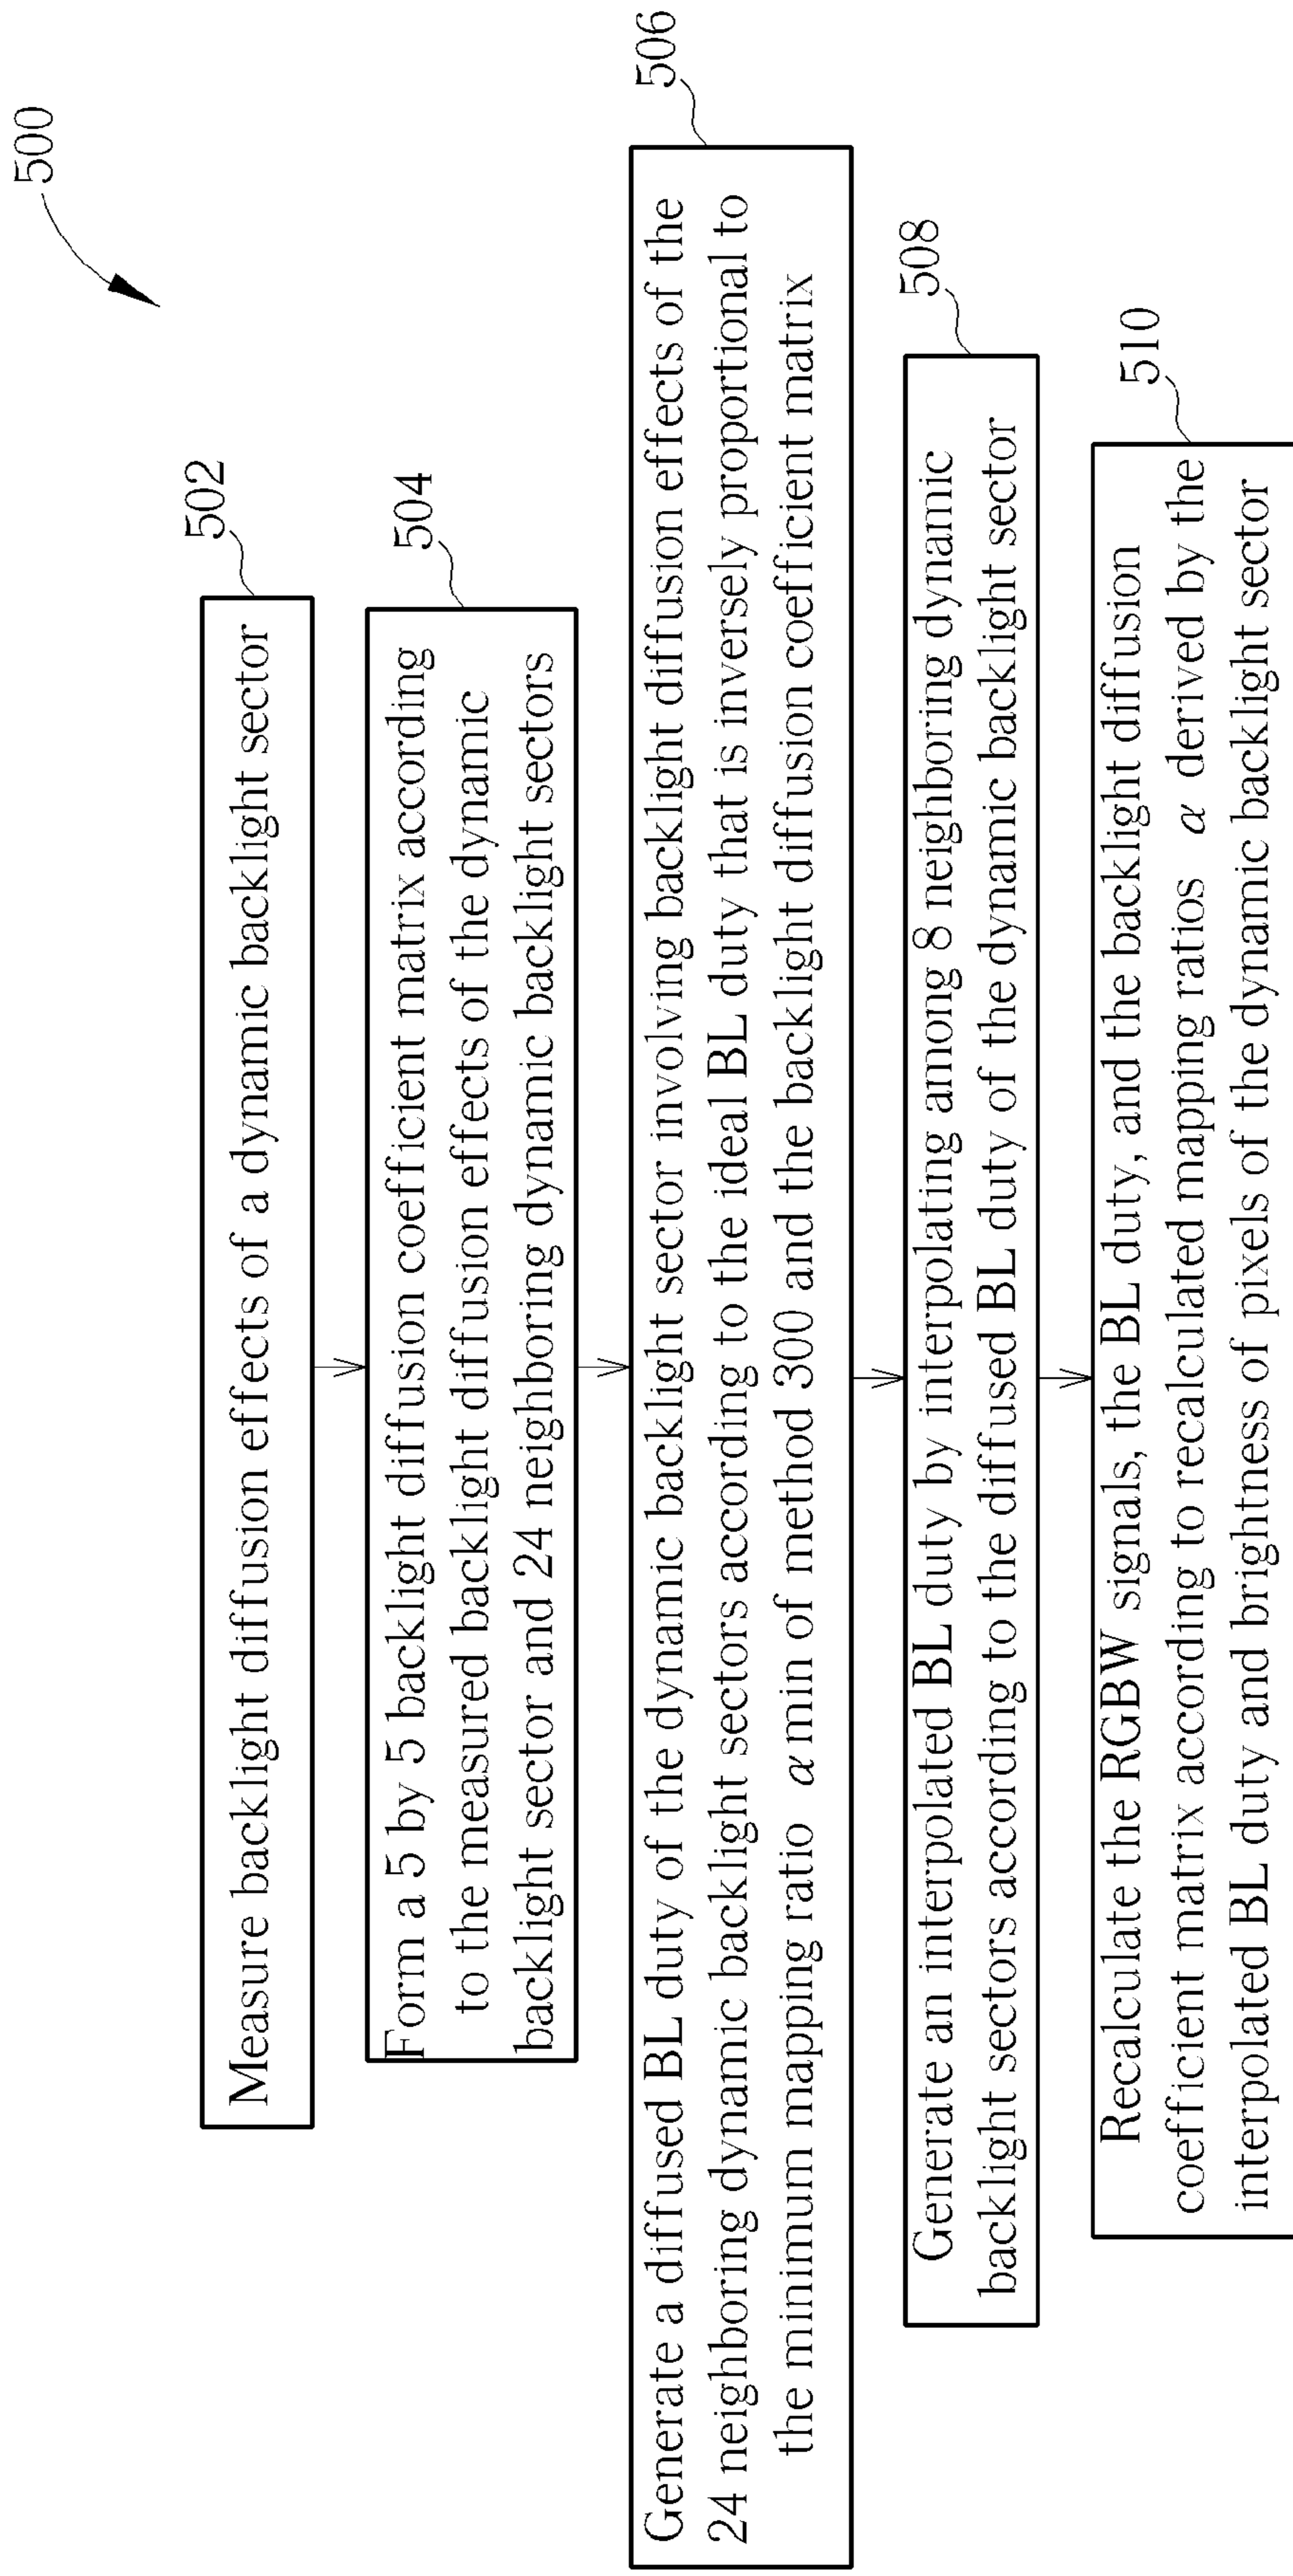 500
502
Measure backlight diffusion effects of a dynamic backlight sector
504
Form a 5 by 5 backlight diffusion coefficient matrix according
to the measured backlight diffusion effects of the dynamic
backlight sector and 24 neighboring dynamic backlight sectors
506
Generate a diffused BL duty of the dynamic backlight sector involving backlight diffusion effects of the
24 neighboring dynamic backlight sectors according to the ideal BL duty that is inversely proportional to
the minimum mapping ratio α min of method 300 and the backlight diffusion coefficient matrix
508
Generate an interpolated BL duty by interpolating among 8 neighboring dynamic
backlight sectors according to the diffused BL duty of the dynamic backlight sector
510
Recalculate the RGBW signals, the BL duty, and the backlight diffusion
coefficient matrix according to recalculated mapping ratios α derived by the
interpolated BL duty and brightness of pixels of the dynamic backlight sector